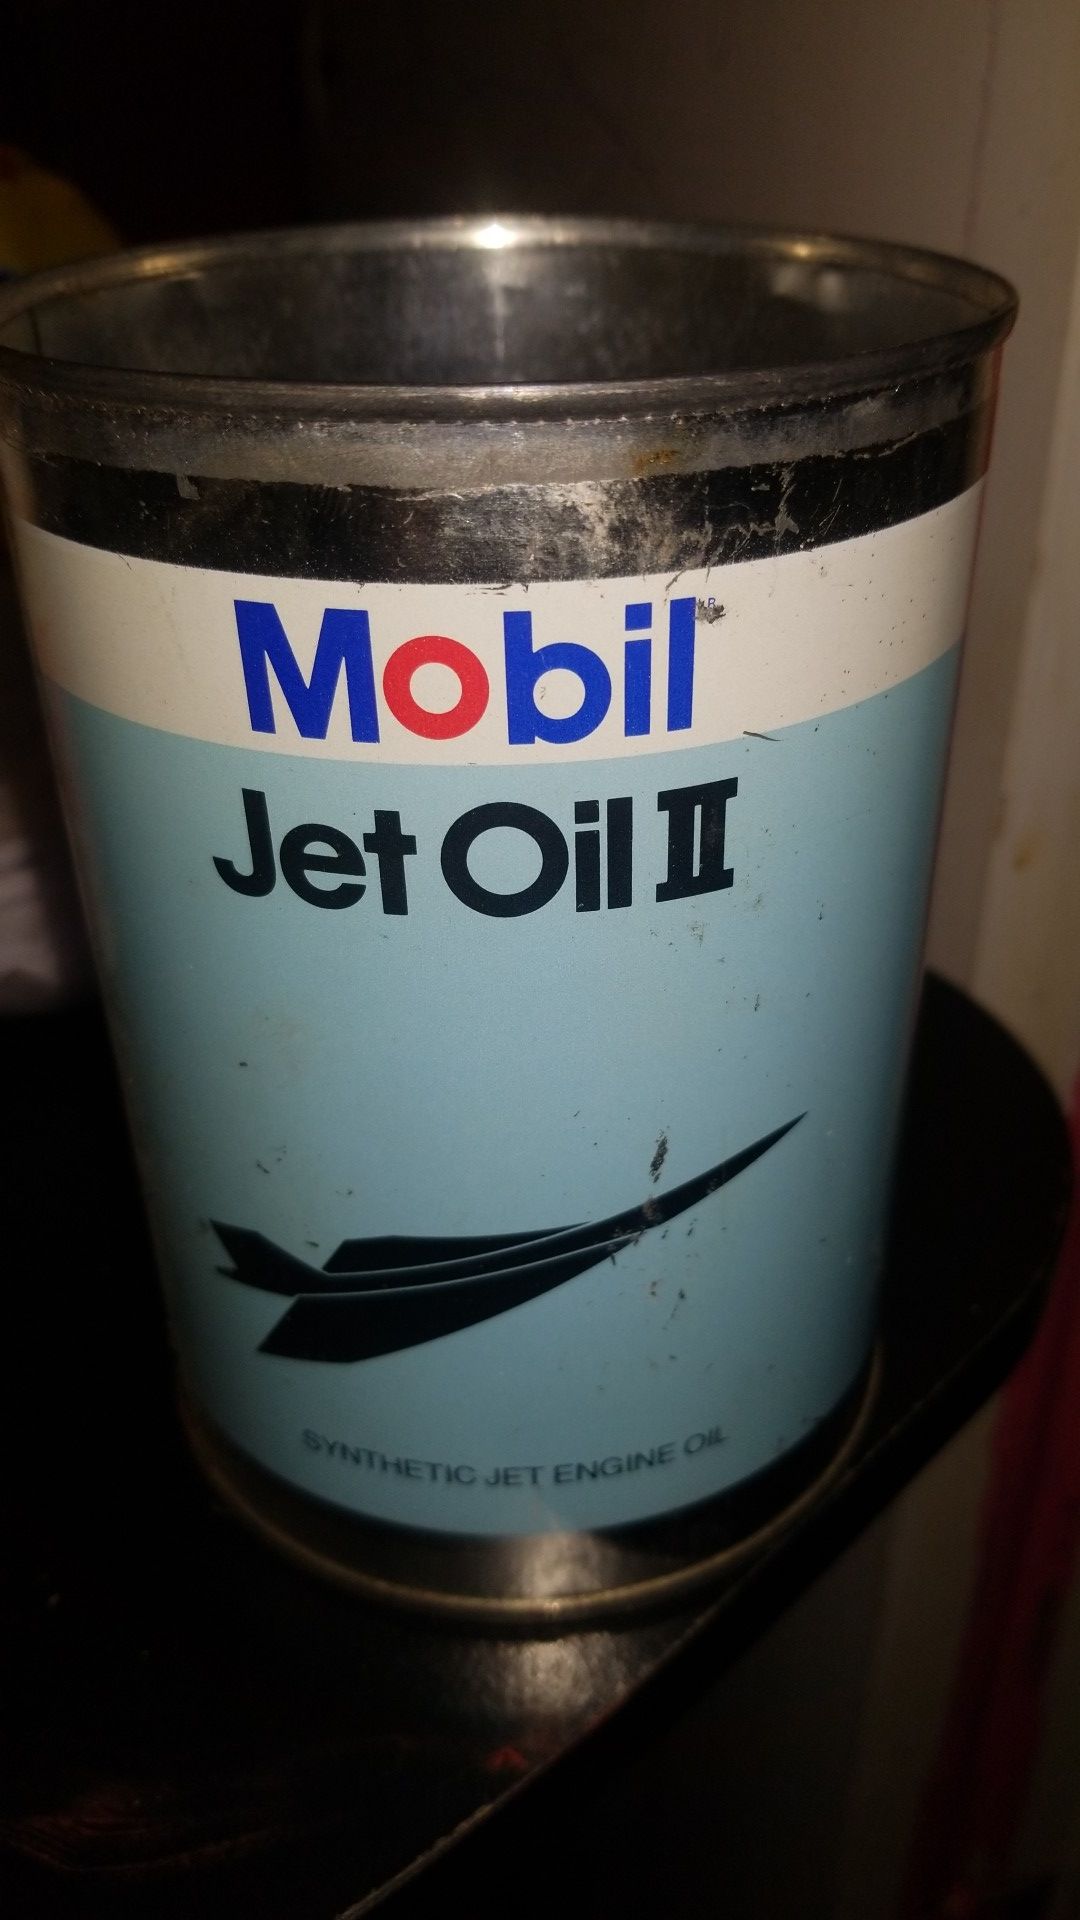 Mobil®
Jet Oil II
SYNTHETIC JET ENGINE OIL